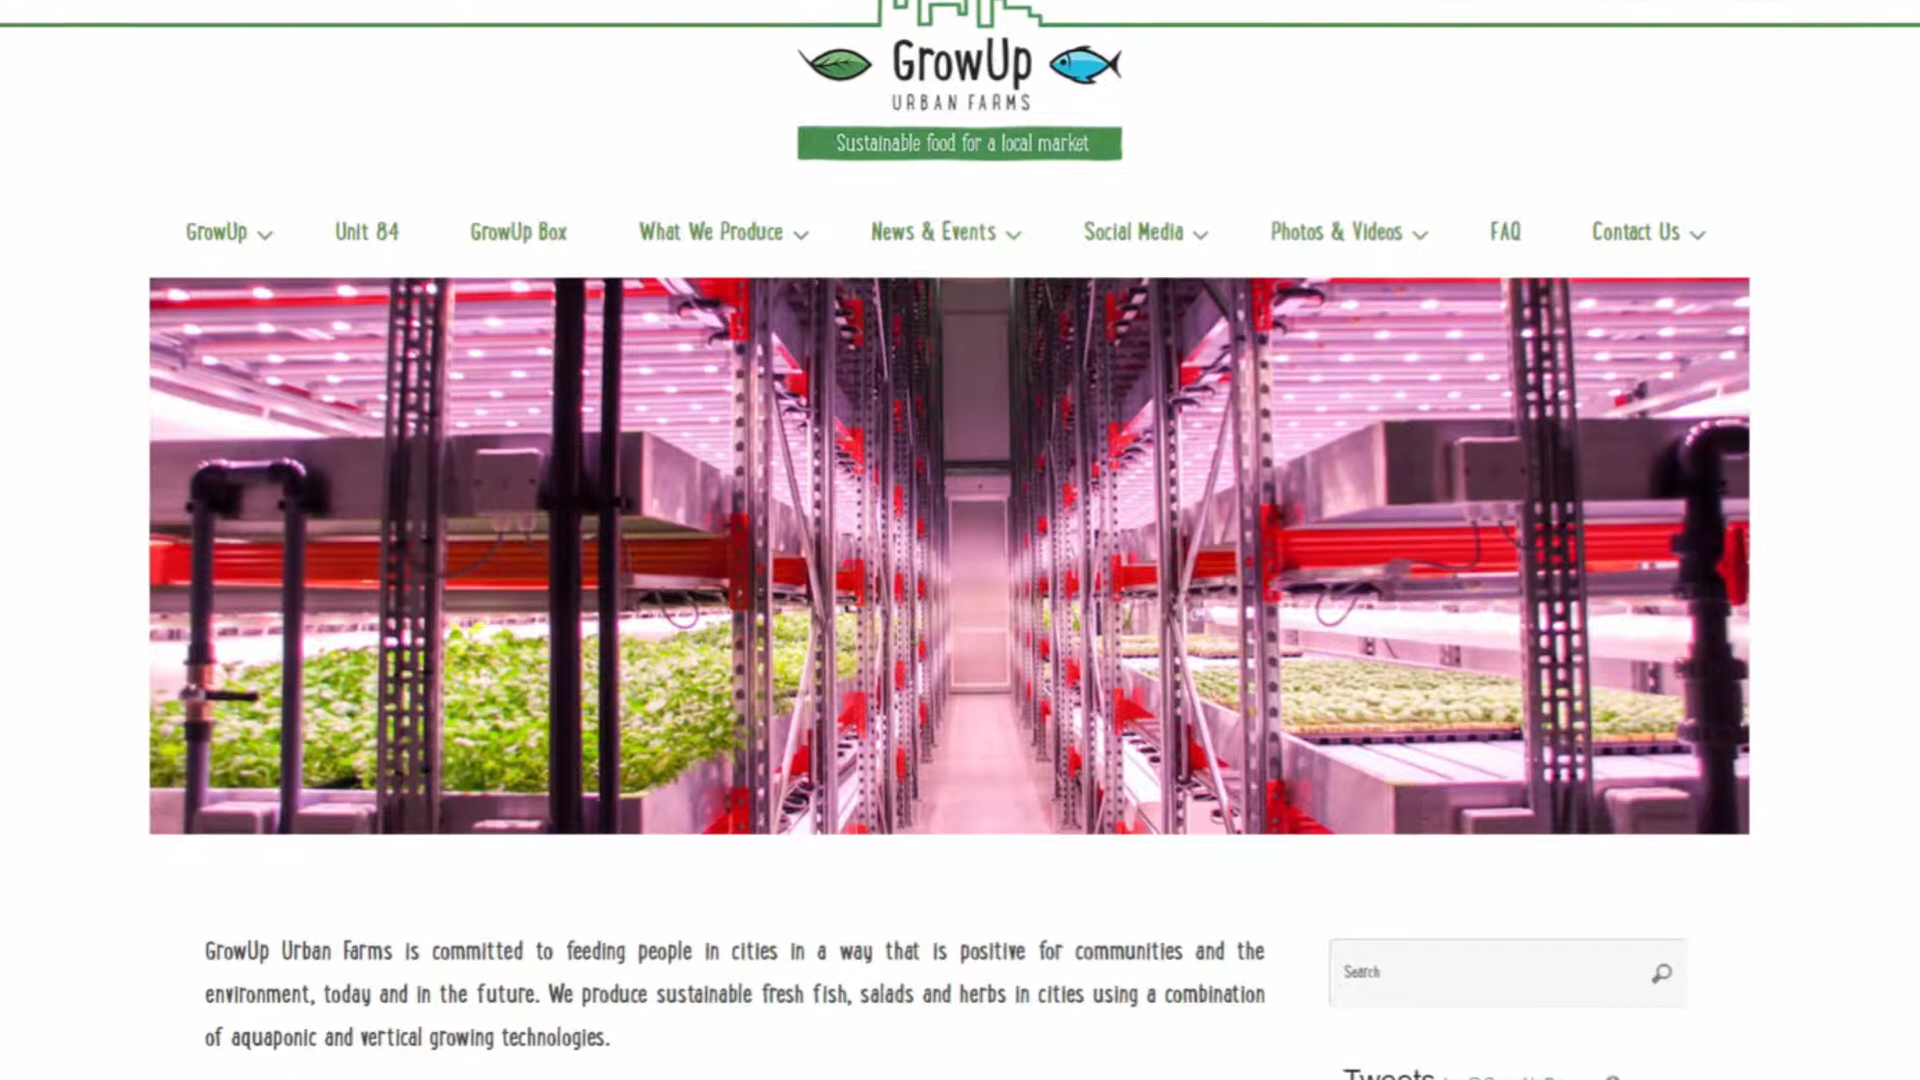 GrowUp
URBAN FARMS
Sustainable food for a local market
GrowUp Unit 84 GrowUp Box What We Produce News & Events Social Media Photos & Videos FAQ Contact Us
GrowUp Urban Farms is committed to feeding people in cities in a way that is positive for communities and the
environment, today and in the future. We produce sustainable fresh fish, salads and herbs in cities using a combination
of aquaponic and vertical growing technologies.
Search
Tweets